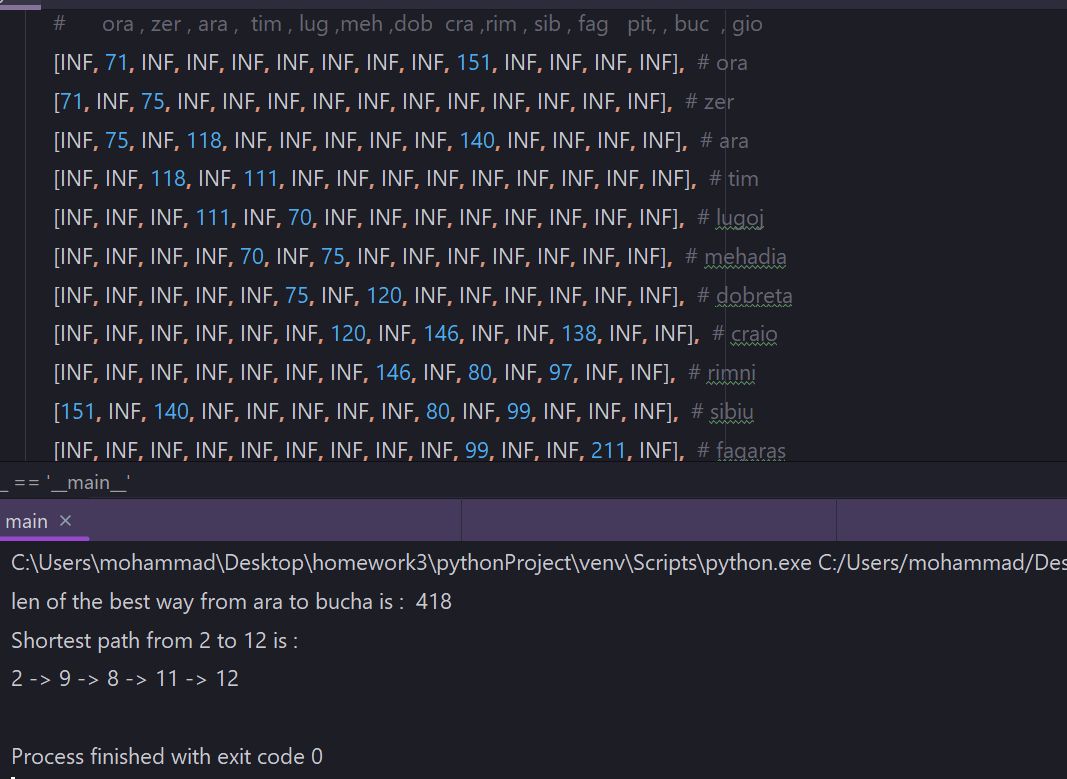 #      ora , zer , ara ,  tim , lug ,meh ,dob  cra ,rim , sib , fag   pit, , buc  , gio
[INF, 71, INF, INF, INF, INF, INF, INF, INF, 151, INF, INF, INF, INF],  # ora
[71, INF, 75, INF, INF, INF, INF, INF, INF, INF, INF, INF, INF, INF],  # zer
[INF, 75, INF, 118, INF, INF, INF, INF, INF, 140, INF, INF, INF, INF],  # ara
[INF, INF, 118, INF, 111, INF, INF, INF, INF, INF, INF, INF, INF, INF],  # tim
[INF, INF, INF, 111, INF, 70, INF, INF, INF, INF, INF, INF, INF, INF],  # lugoj
[INF, INF, INF, INF, 70, INF, 75, INF, INF, INF, INF, INF, INF, INF],  # mehadia
[INF, INF, INF, INF, INF, 75, INF, 120, INF, INF, INF, INF, INF, INF],  # dobreta
[INF, INF, INF, INF, INF, INF, 120, INF, 146, INF, INF, 138, INF, INF],  # craio
[INF, INF, INF, INF, INF, INF, INF, 146, INF, 80, INF, 97, INF, INF],  # rimni
[151, INF, 140, INF, INF, INF, INF, INF, 80, INF, 99, INF, INF, INF],  # sibiu
[INF, INF, INF, INF, INF, INF, INF, INF, INF, 99, INF, INF, 211, INF],  # fagaras
_ == '__main__'
main ×
C:\Users\mohammad\Desktop\homework3\pythonProject\venv\Scripts\python.exe C:/Users/mohammad/Des
len of the best way from ara to bucha is :  418
Shortest path from 2 to 12 is :
2 -> 9 -> 8 -> 11 -> 12
Process finished with exit code 0